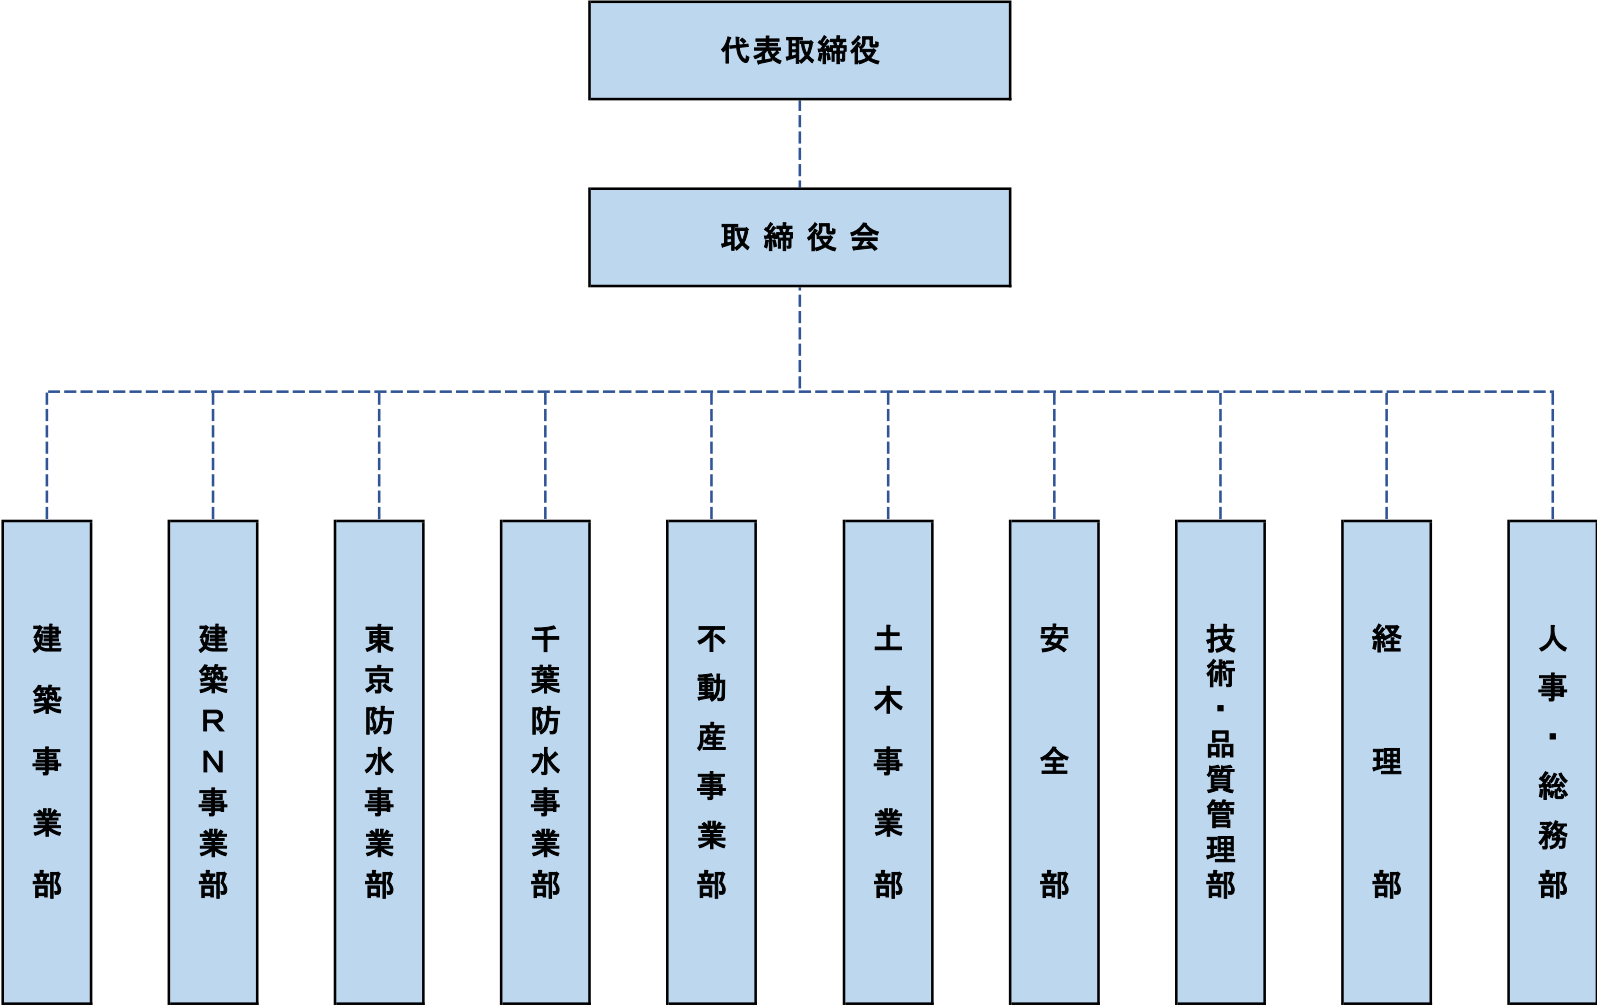 代表取締役
取締役会
建築事業部
建築ＲＮ事業部
東京防水事業部
千葉防水事業部
不動産事業部
土木事業部
安全部
技術・品質管理部
経理部
人事・総務部